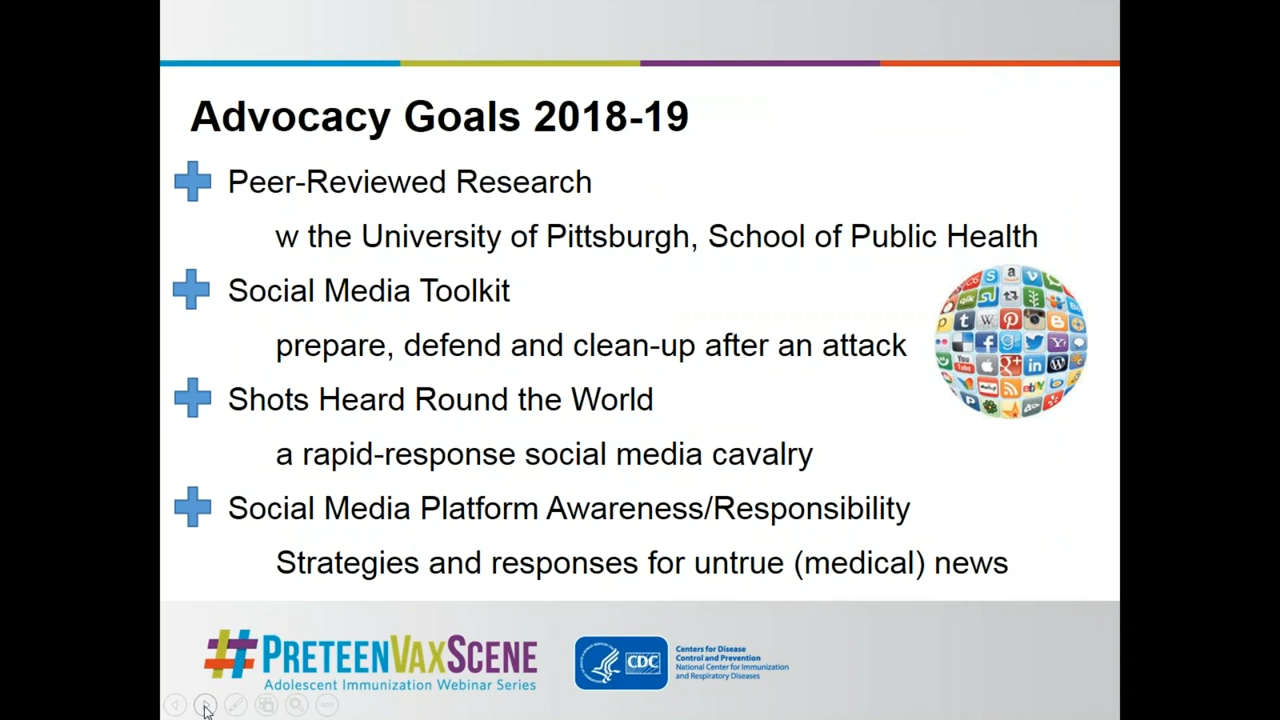 Advocacy Goals 2018-19
Peer-Reviewed Research
w the University of Pittsburgh, School of Public Health
Social Media Toolkit
prepare, defend and clean-up after an attack
Shots Heard Round the World
a rapid-response social media cavalry
Social Media Platform Awareness/Responsibility
Strategies and responses for untrue (medical) news
#PRETEENVAXSCENE
Adolescent Immunization Webinar Series
CDC
Centers for Disease
Control and Prevention
National Center for Immunization
and Respiratory Diseases